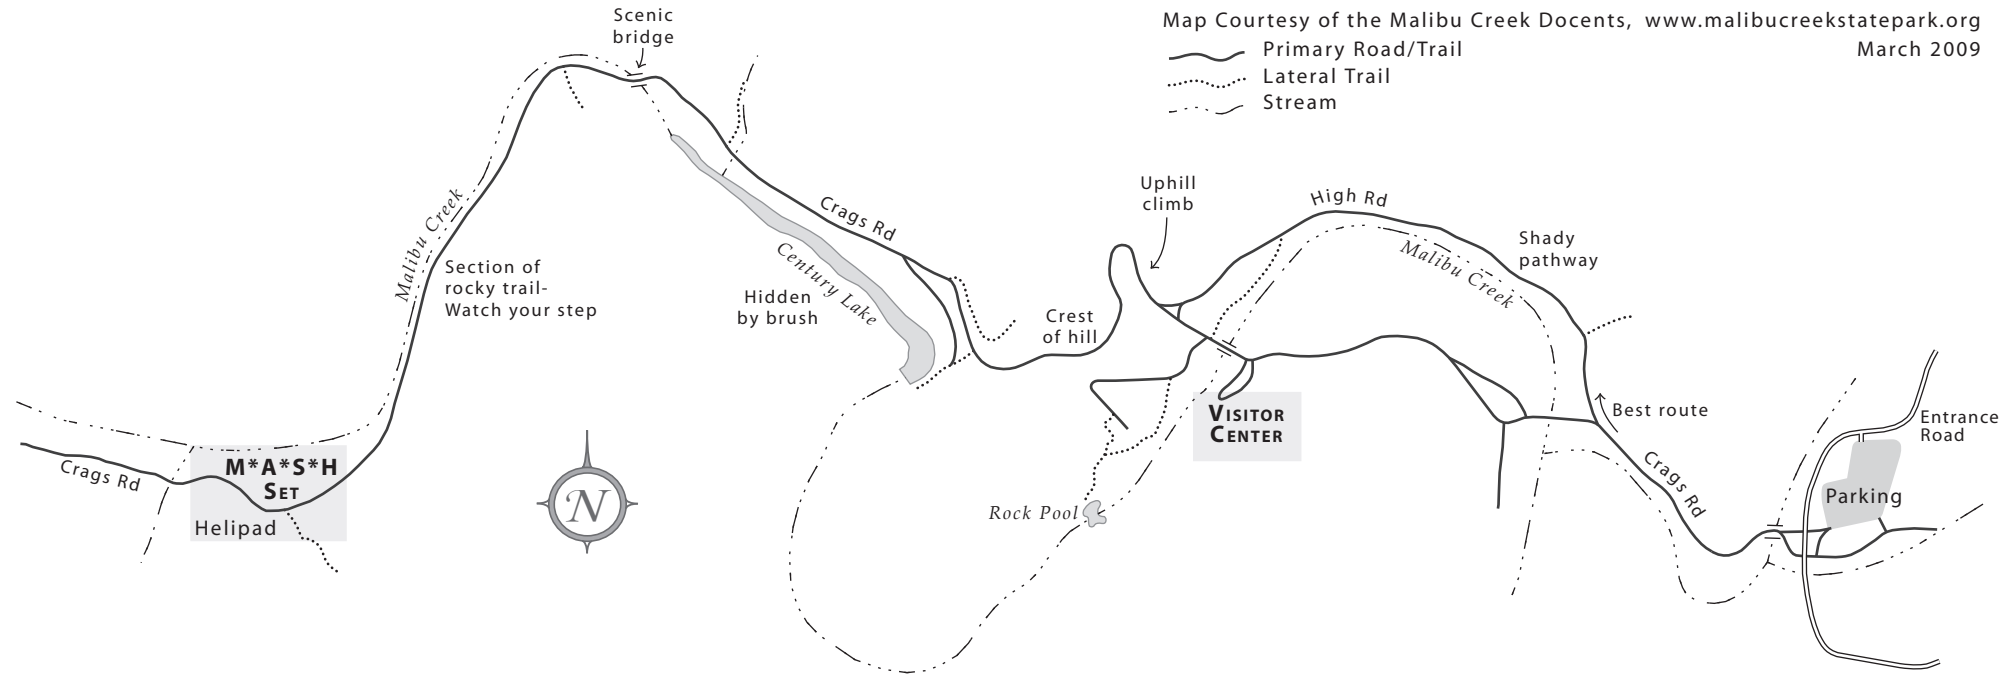 Map Courtesy of the Malibu Creek Docents, www.malibucreekstatepark.org
March 2009
Primary Road/Trail
Lateral Trail
Stream
Scenic
bridge
Malibu Creek
Section of
rocky trail-
Watch your step
Crags Rd
Century Lake
Hidden
by brush
Crest
of hill
Uphill
climb
High Rd
Malibu Creek
Shady
pathway
Best route
Crags Rd
Entrance
Road
Parking
Visitor
Center
Rock Pool
N
M*A*S*H
Set
Helipad
Crags Rd